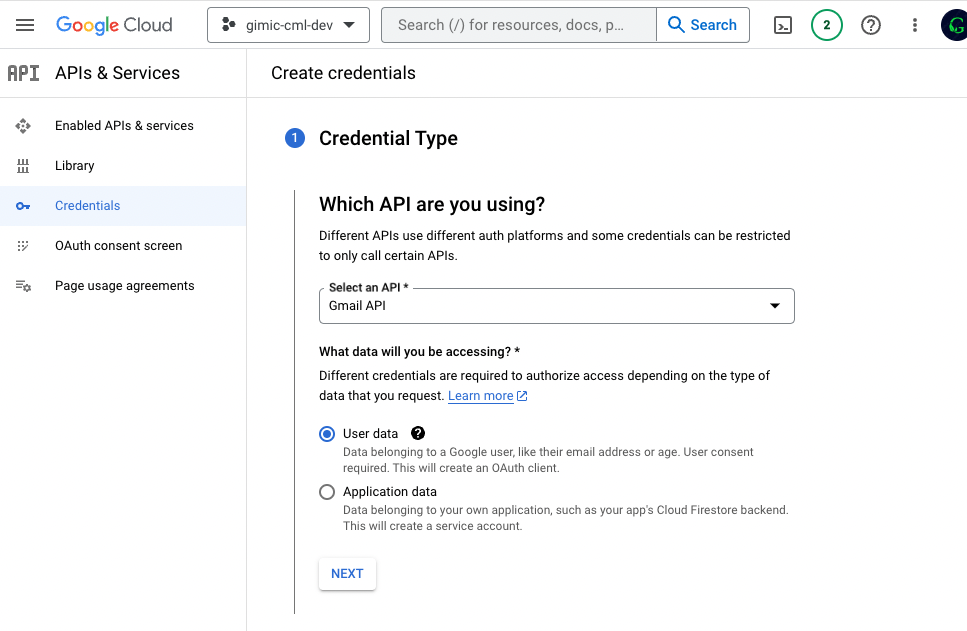 Google Cloud
gimic-cml-dev
Search (/) for resources, docs, p...
Search
2
API
APIs & Services
Create credentials
Enabled APIs & services
Library
Credentials
OAuth consent screen
Page usage agreements
1
Credential Type
Which API are you using?
Different APIs use different auth platforms and some credentials can be restricted
to only call certain APIs.
Select an API *
Gmail API
What data will you be accessing? *
Different credentials are required to authorize access depending on the type of
data that you request. Learn more
User data
Data belonging to a Google user, like their email address or age. User consent
required. This will create an OAuth client.
Application data
Data belonging to your own application, such as your app's Cloud Firestore backend.
This will create a service account.
NEXT